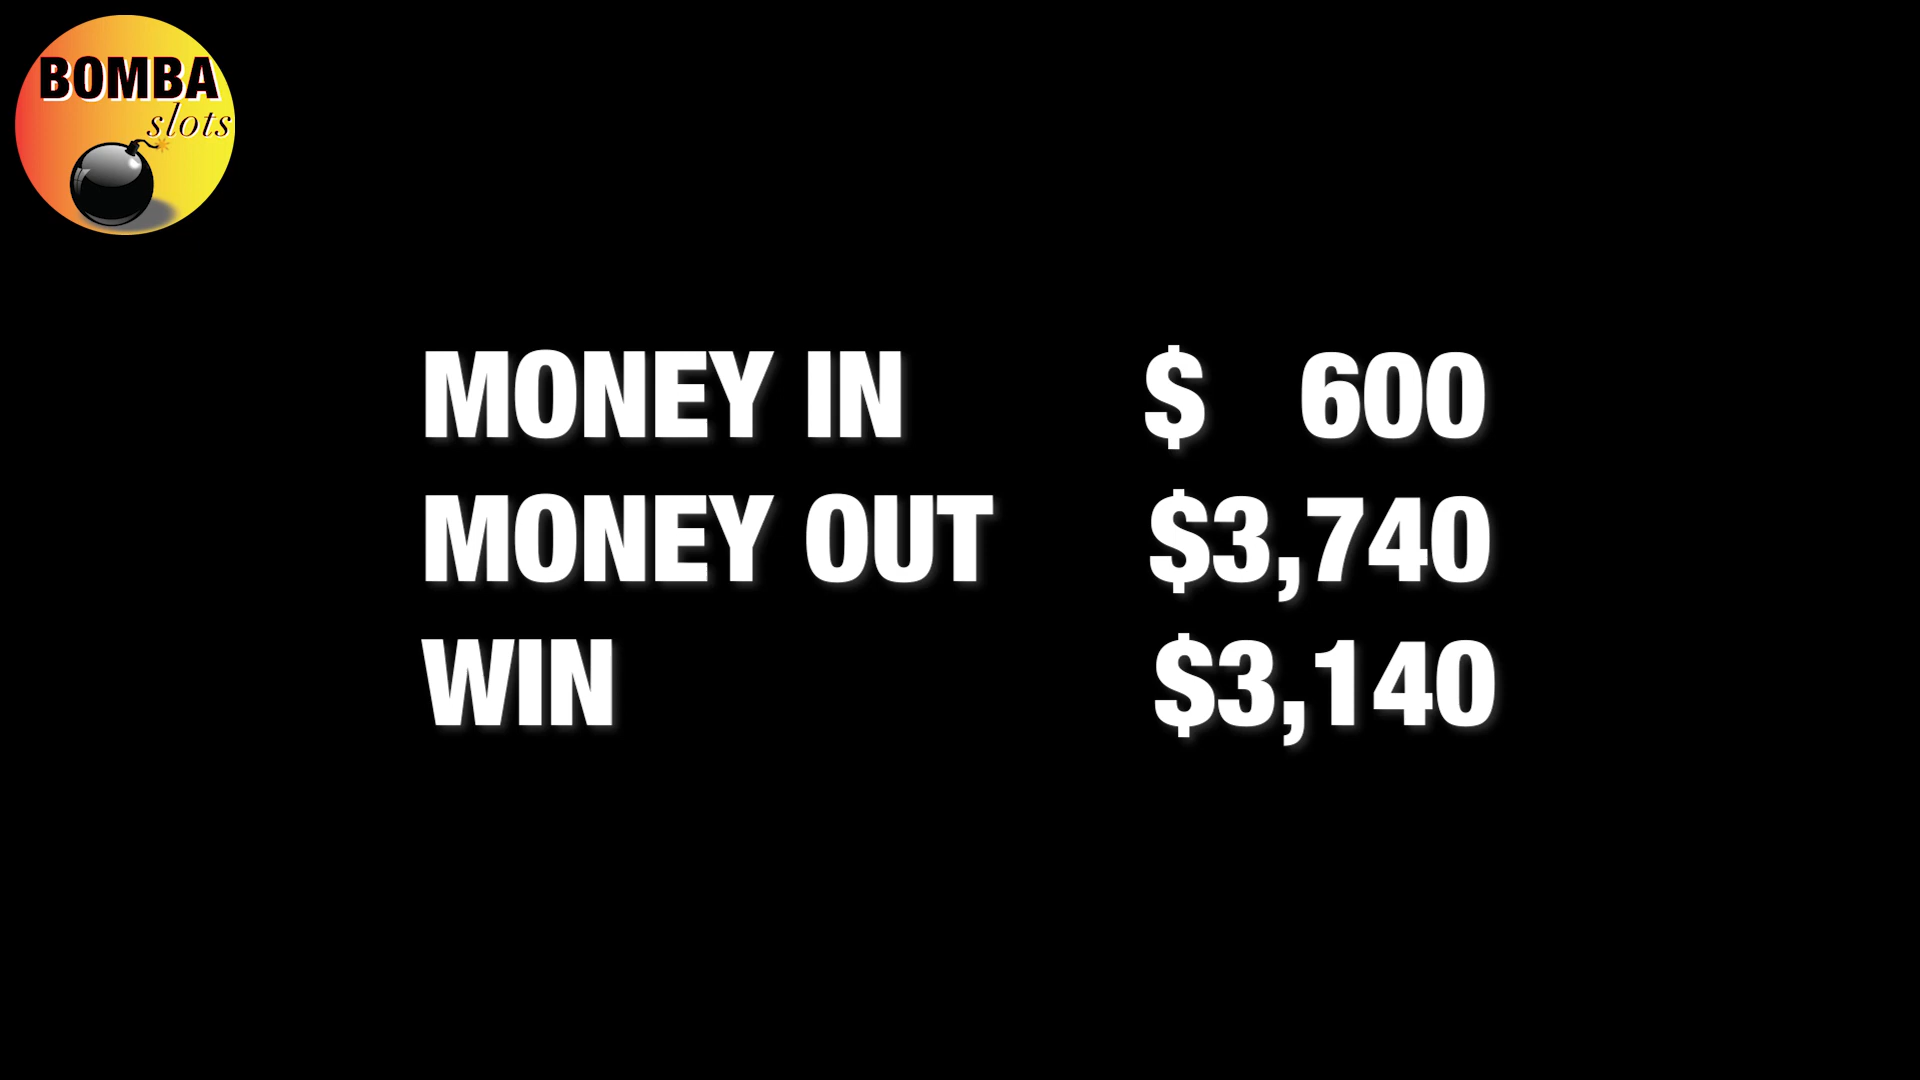 BOMBA
slots
MONEY IN $ 600
MONEY OUT $3,740
WIN $3,140